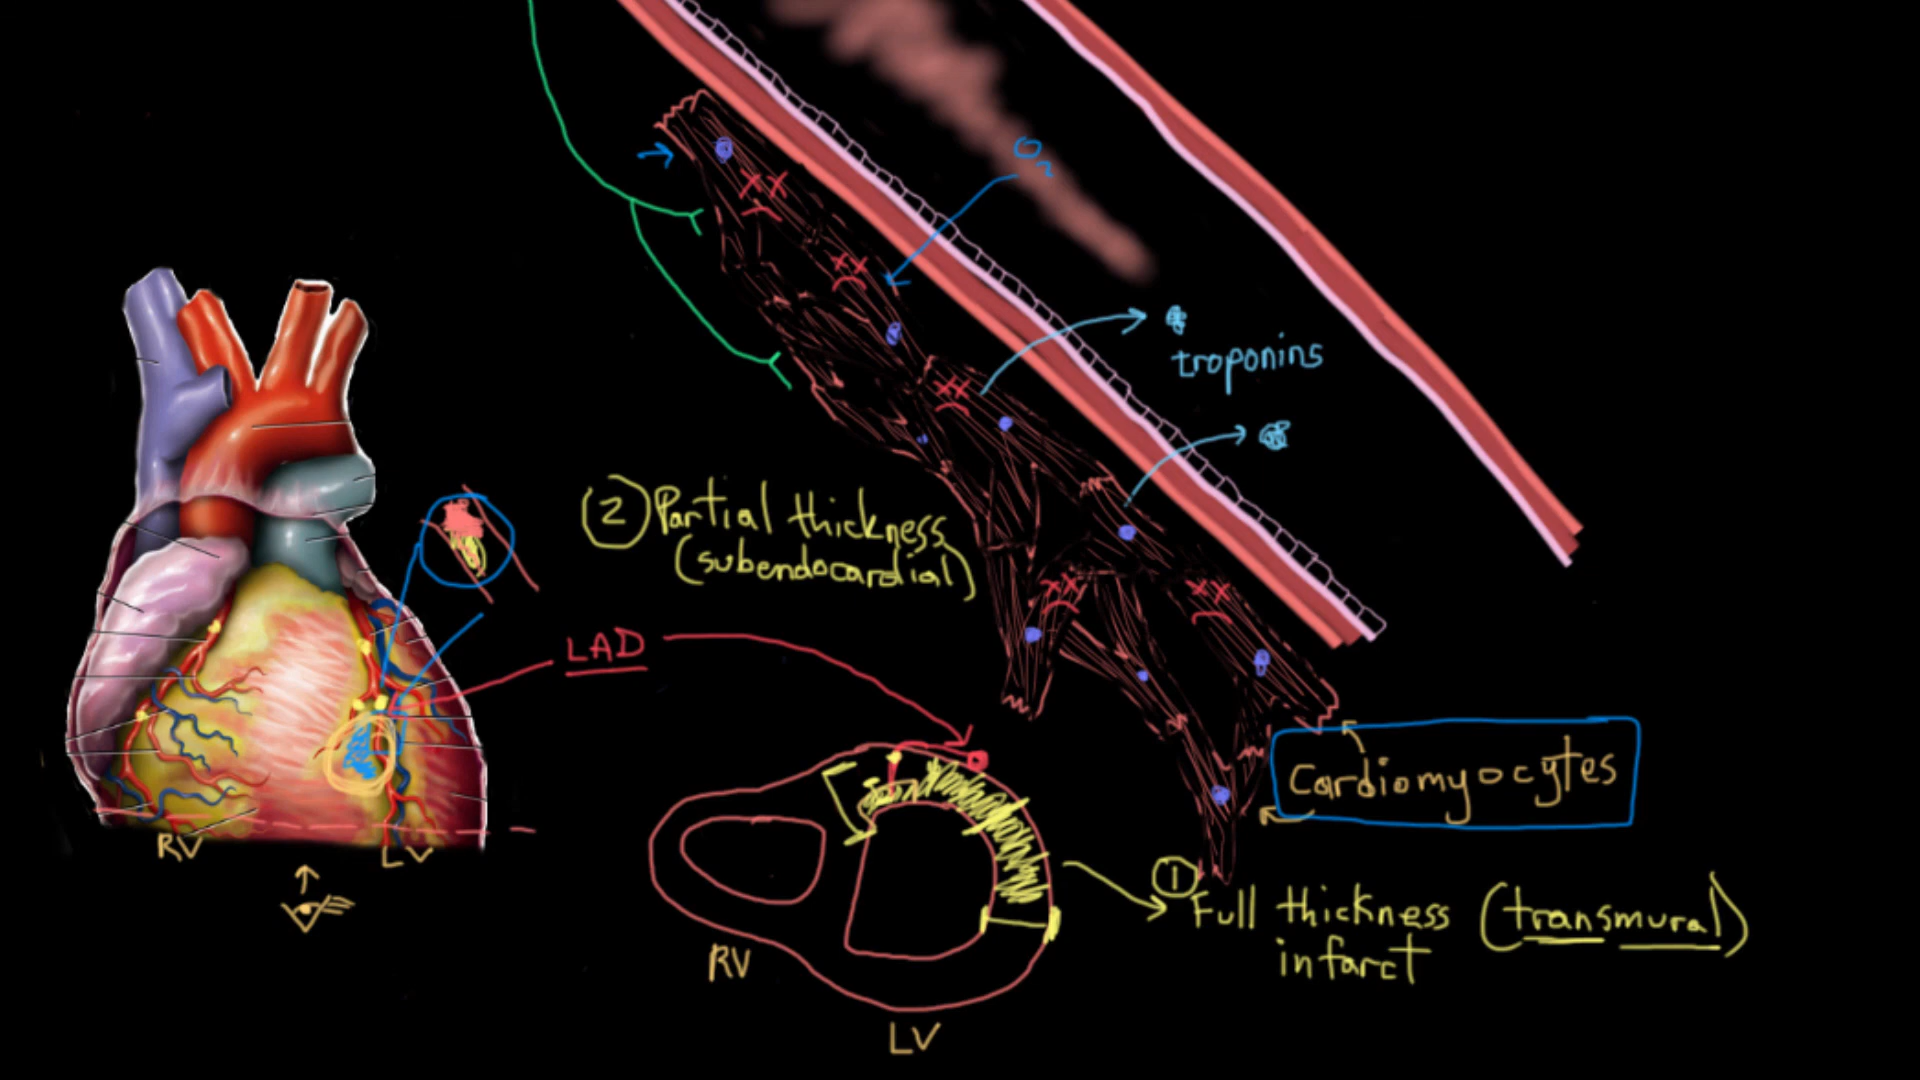 O₂
troponins
② Partial thickness
(subendocardial)
LAD
Cardiomyocytes
RV
LV
①
Full thickness (transmural)
infarct
RV
LV